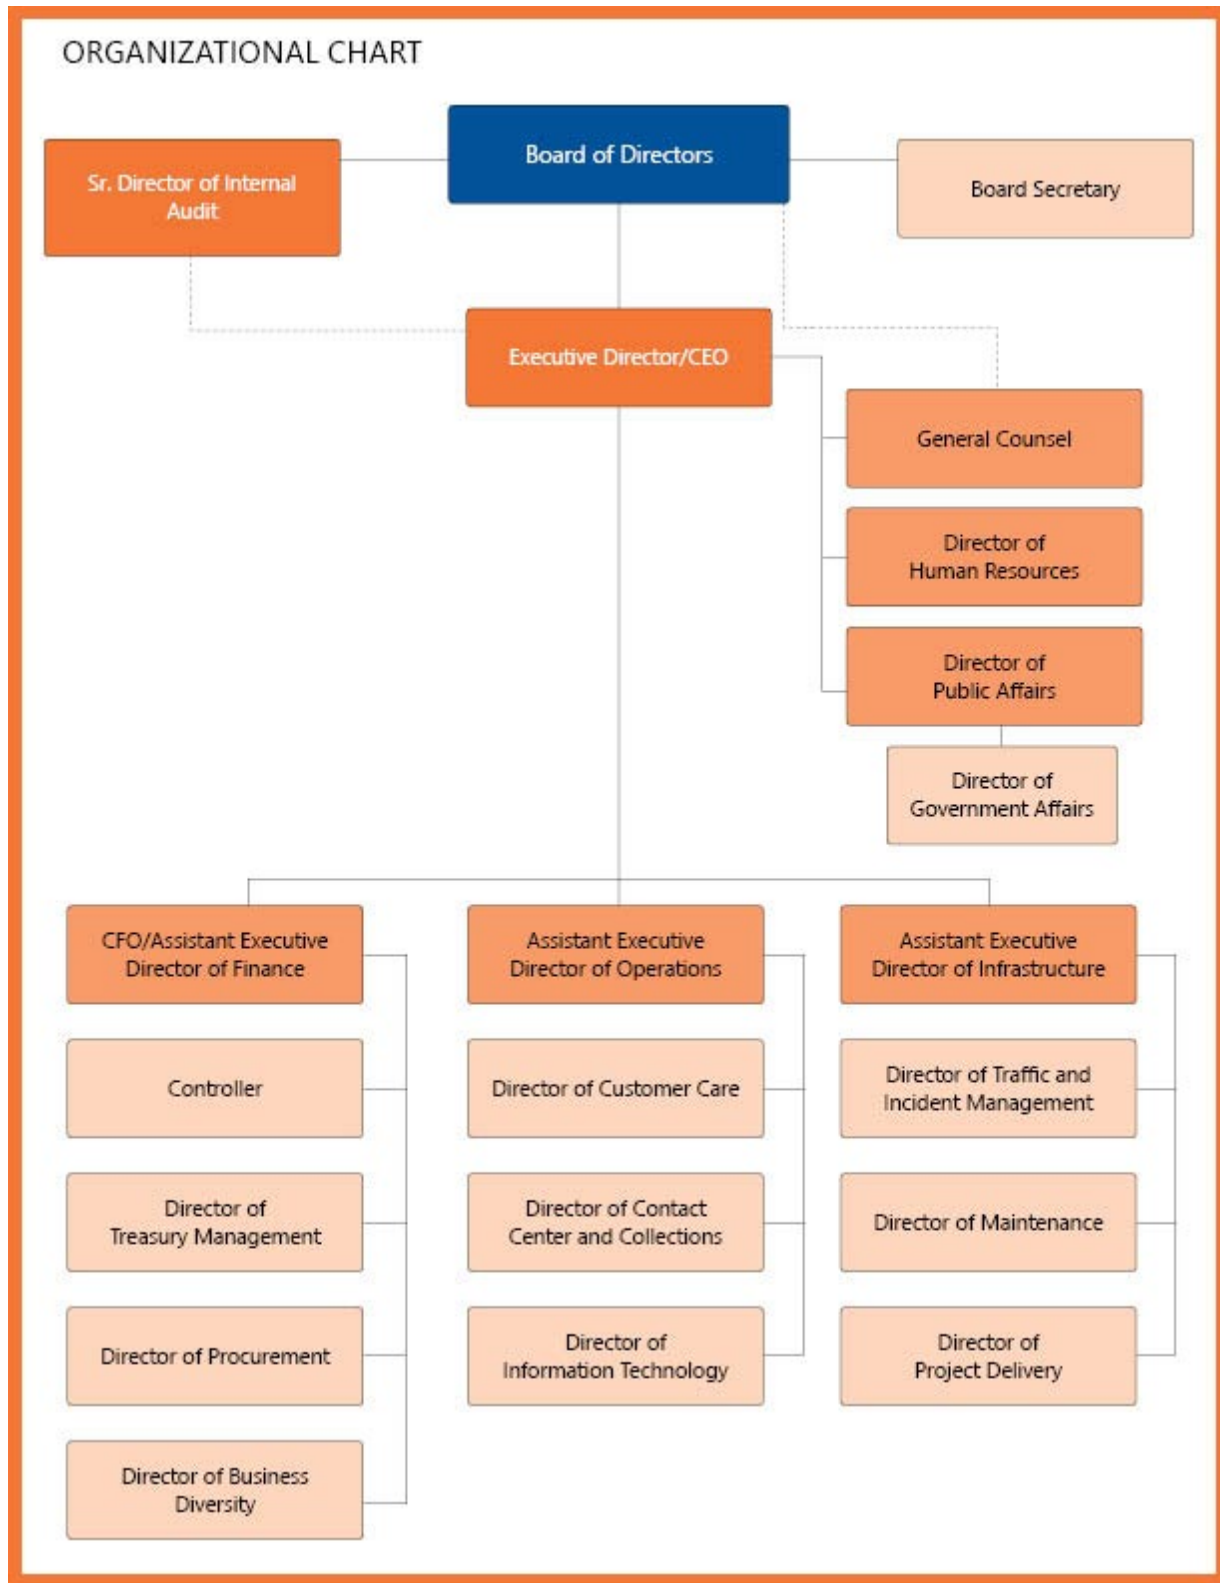 ORGANIZATIONAL CHART
Board of Directors
Sr. Director of Internal
Audit
Board Secretary
Executive Director/CEO
General Counsel
Director of
Human Resources
Director of
Public Affairs
Director of
Government Affairs
CFO/Assistant Executive
Director of Finance
Controller
Director of
Treasury Management
Director of Procurement
Director of Business
Diversity
Assistant Executive
Director of Operations
Director of Customer Care
Director of Contact
Center and Collections
Director of
Information Technology
Assistant Executive
Director of Infrastructure
Director of Traffic and
Incident Management
Director of Maintenance
Director of
Project Delivery